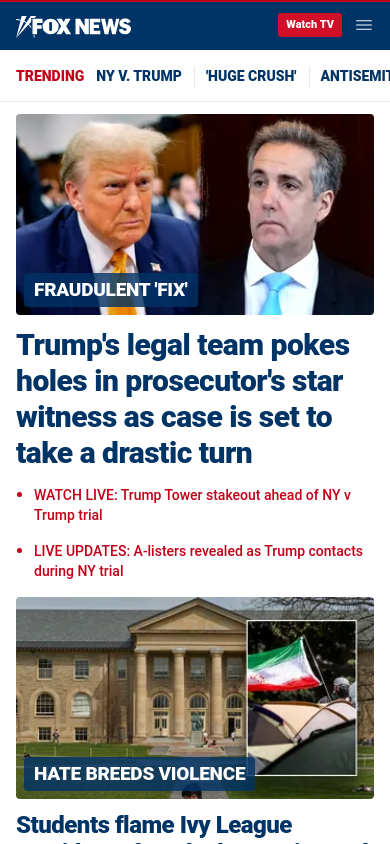 FOX NEWS
Watch TV
TRENDING NY V. TRUMP 'HUGE CRUSH' ANTISEMIT
FRAUDULENT 'FIX'
Trump's legal team pokes
holes in prosecutor's star
witness as case is set to
take a drastic turn
• WATCH LIVE: Trump Tower stakeout ahead of NY v
Trump trial
• LIVE UPDATES: A-listers revealed as Trump contacts
during NY trial
HATE BREEDS VIOLENCE
Students flame Ivy League